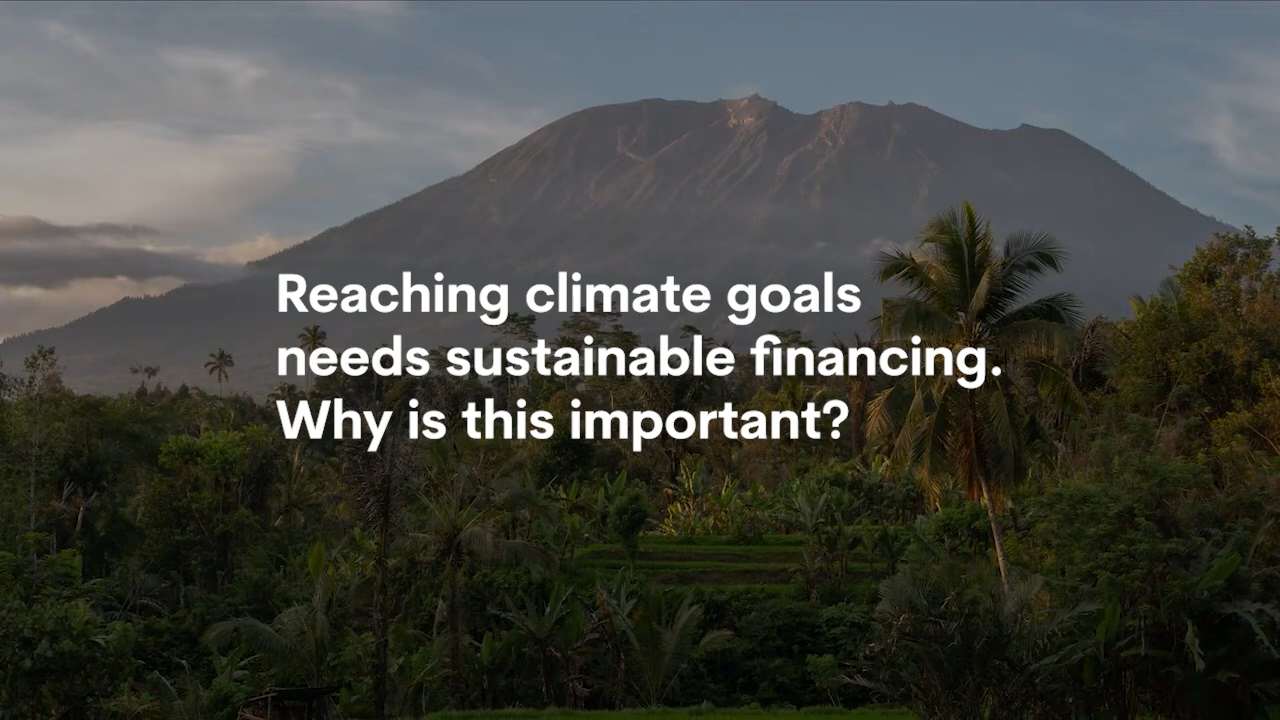 Reaching climate goals
needs sustainable financing.
Why is this important?